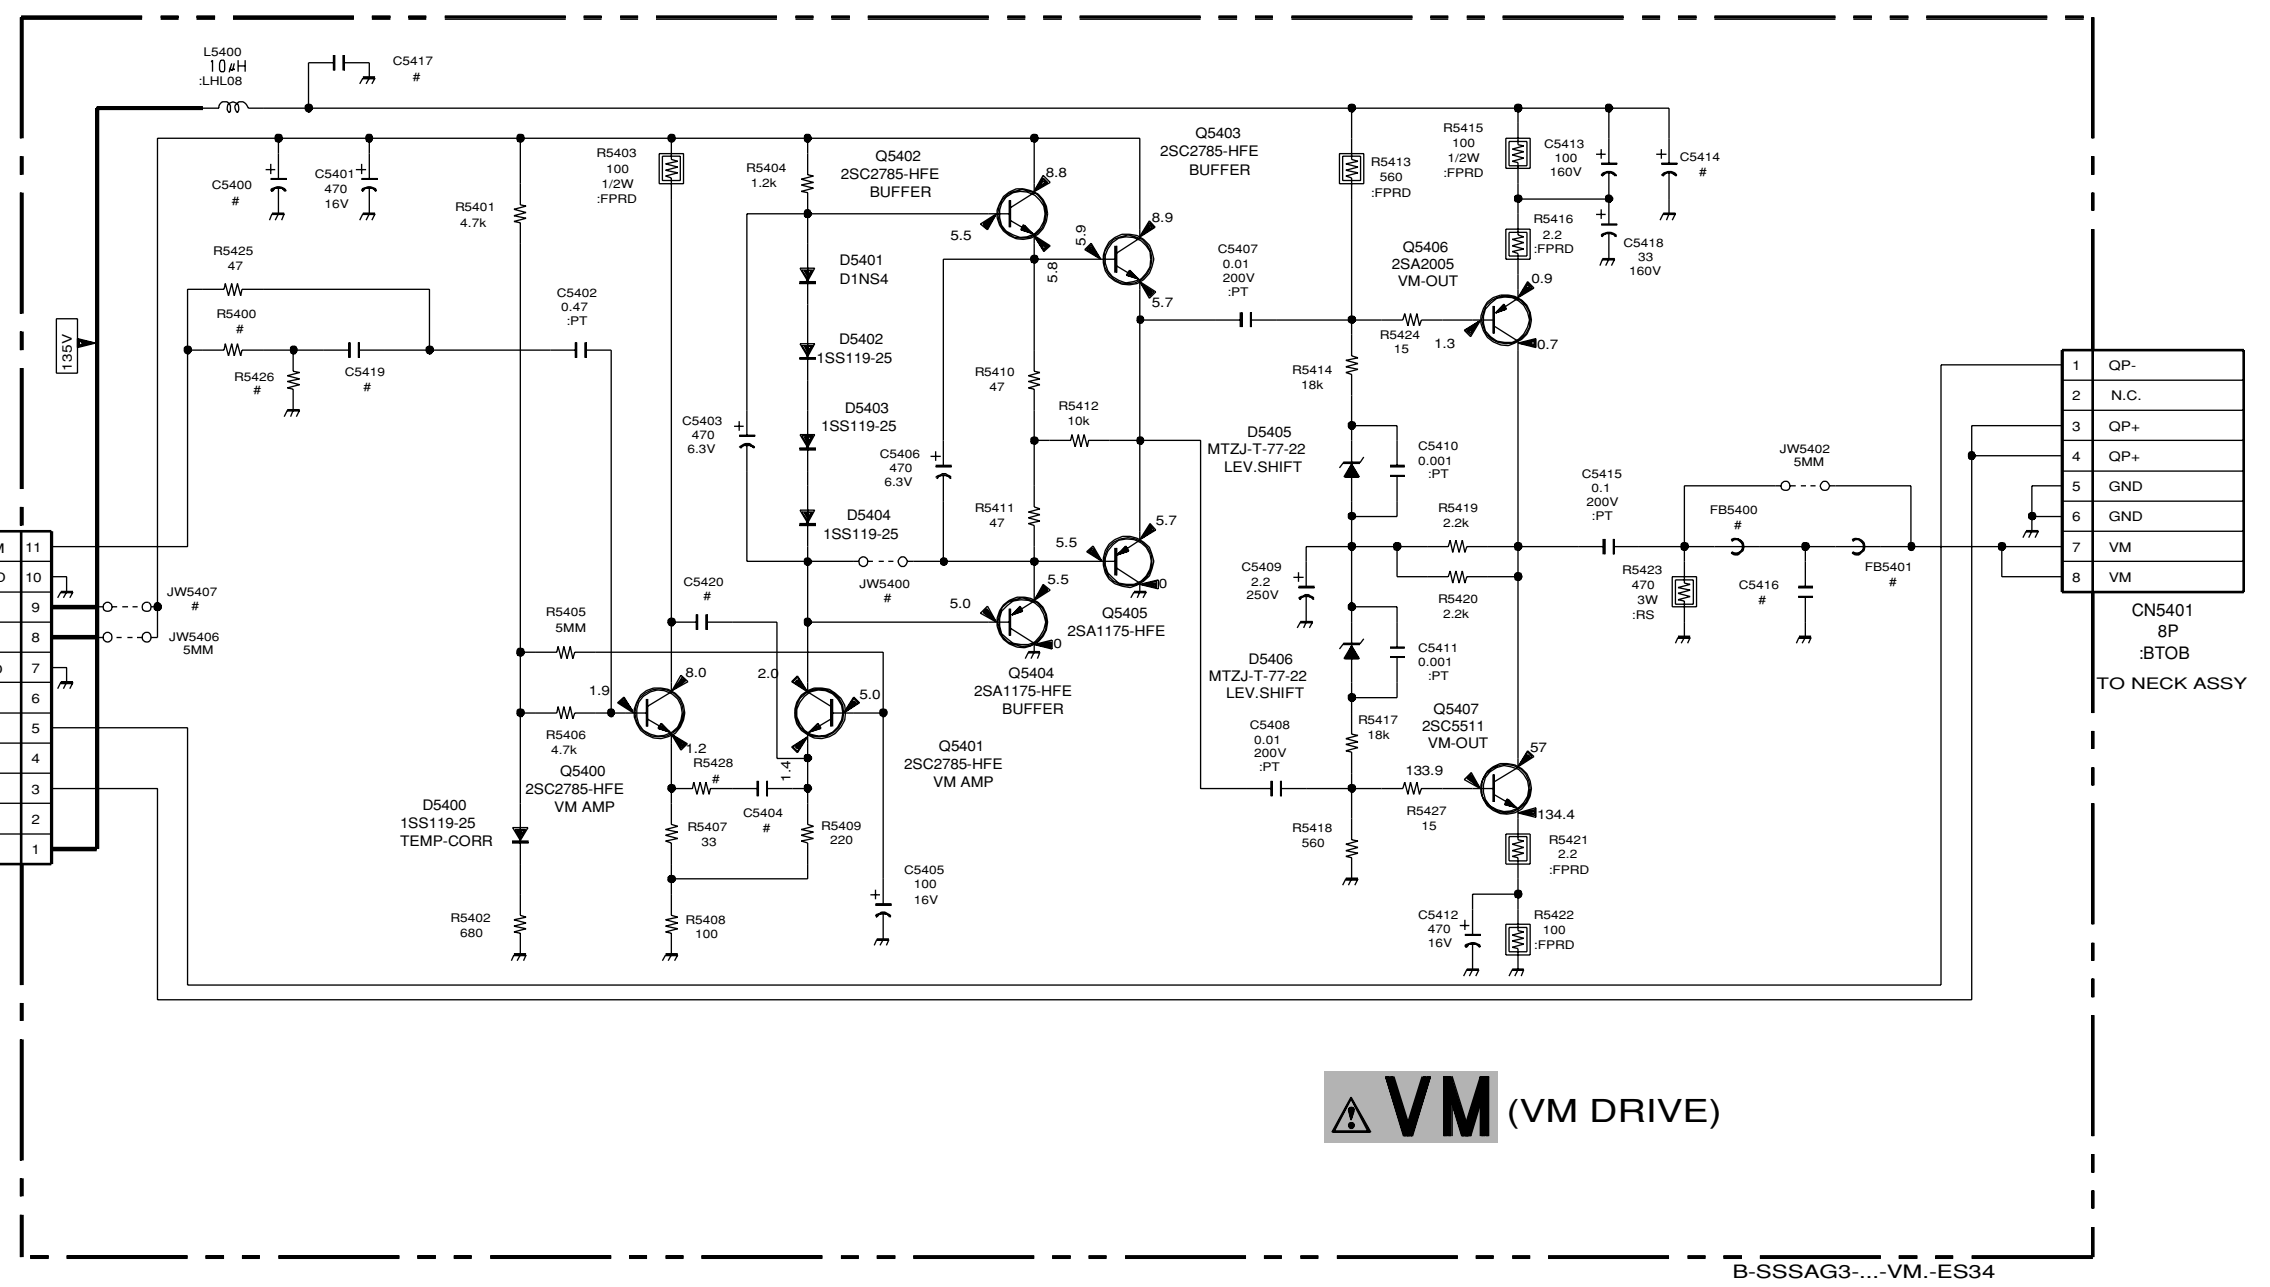 L5400
10µH
:LHL08
C5417
#
R5403
100
1/2W
:FPRD
R5404
1.2k
Q5402
2SC2785-HFE
BUFFER
8.8
5.5
5.8
Q5403
2SC2785-HFE
BUFFER
8.9
5.9
5.7
R5413
560
:FPRD
R5415
100
1/2W
:FPRD
C5413
100
160V
C5414
#
R5416
2.2
:FPRD
C5418
33
160V
C5400
#
C5401
470
16V
R5401
4.7k
R5425
47
R5400
#
R5426
#
C5419
#
C5402
0.47
:PT
135V
D5401
D1NS4
D5402
1SS119-25
D5403
1SS119-25
D5404
1SS119-25
C5403
470
6.3V
C5406
470
6.3V
R5410
47
R5412
10k
R5411
47
C5407
0.01
200V
:PT
Q5406
2SA2005
VM-OUT
0.9
R5424
15
1.3
0.7
R5414
18k
D5405
MTZJ-T-77-22
LEV.SHIFT
C5410
0.001
:PT
R5419
2.2k
R5420
2.2k
C5409
2.2
250V
C5415
0.1
200V
:PT
JW5402
5MM
FB5400
#
FB5401
#
R5423
470
3W
:RS
C5416
#
1 QP-
2 N.C.
3 QP+
4 QP+
5 GND
6 GND
7 VM
8 VM
CN5401
8P
:BTOB
TO NECK ASSY
11
10
9
8
7
6
5
4
3
2
1
JW5407
#
JW5406
5MM
R5405
5MM
R5406
4.7k
C5420
#
JW5400
#
5.7
5.5
0
Q5405
2SA1175-HFE
5.5
5.0
0
Q5404
2SA1175-HFE
BUFFER
1.9
8.0
1.2
Q5400
2SC2785-HFE
VM AMP
2.0
5.0
1.4
Q5401
2SC2785-HFE
VM AMP
R5428
#
C5404
#
R5407
33
R5409
220
R5408
100
C5405
100
16V
D5400
1SS119-25
TEMP-CORR
R5402
680
D5406
MTZJ-T-77-22
LEV.SHIFT
C5411
0.001
:PT
C5408
0.01
200V
:PT
R5417
18k
Q5407
2SC5511
VM-OUT
57
133.9
134.4
R5427
15
R5418
560
R5421
2.2
:FPRD
C5412
470
16V
R5422
100
:FPRD
VM (VM DRIVE)
B-SSSAG3-...-VM.-ES34